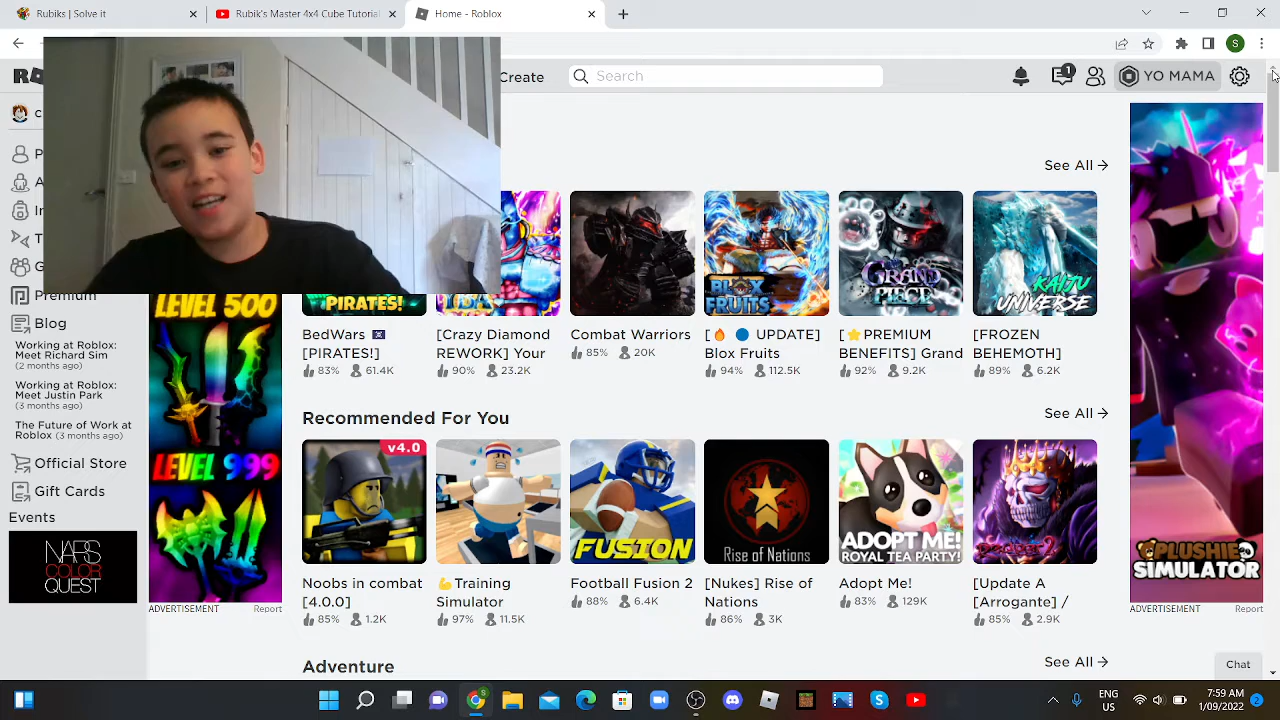 Rubiks | Solve it
Rubik's Master 4x4 Cube Tutorial
Home - Roblox
S
R
Create
Search
1
YO MAMA
C
P
A
In
T
G
Premium
Blog
Working at Roblox:
Meet Richard Sim
(2 months ago)
Working at Roblox:
Meet Justin Park
(3 months ago)
The Future of Work at
Roblox (3 months ago)
Official Store
Gift Cards
Events
NARS
COLOR
QUEST
LEVEL 500
LEVEL 999
ADVERTISEMENT
Report
See All →
PIRATES!
BLOX
FRUITS
GRAND
PIECE
KAIJU
UNIVERSE
BedWars
[PIRATES!]
83% 61.4K
[Crazy Diamond
REWORK] Your
90% 23.2K
Combat Warriors
85% 20K
[🔥 🔵 UPDATE]
Blox Fruits
94% 112.5K
[⭐PREMIUM
BENEFITS] Grand
92% 9.2K
[FROZEN
BEHEMOTH]
89% 6.2K
Recommended For You
See All →
v4.0
FUSION
Rise of Nations
ADOPT ME!
ROYAL TEA PARTY!
Noobs in combat
[4.0.0]
85% 1.2K
💪Training
Simulator
97% 11.5K
Football Fusion 2
88% 6.4K
[Nukes] Rise of
Nations
86% 3K
Adopt Me!
83% 129K
[Update A
[Arrogante] /
85% 2.9K
Adventure
See All →
PLUSHIE
SIMULATOR
ADVERTISEMENT
Report
Chat
S
ENG
US
7:59 AM
1/09/2022
2